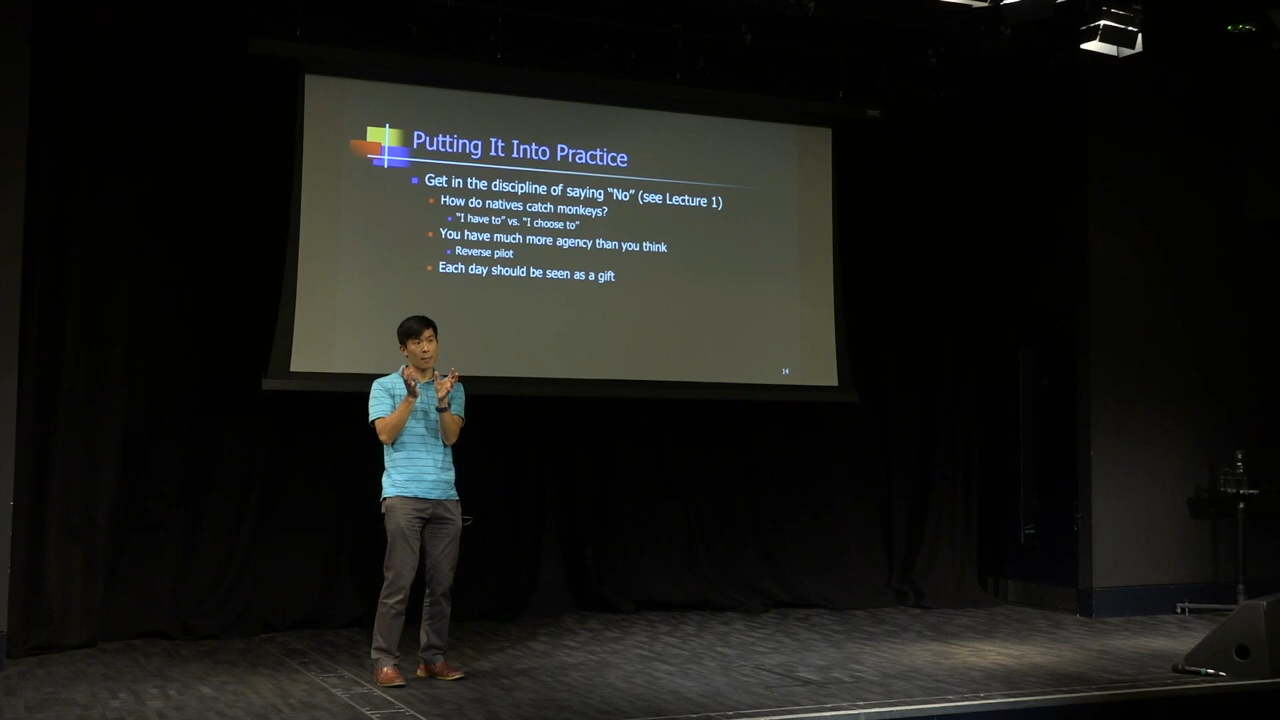 Putting It Into Practice
Get in the discipline of saying “No” (see Lecture 1)
How do natives catch monkeys?
“I have to” vs. “I choose to”
You have much more agency than you think
Reverse pilot
Each day should be seen as a gift
14